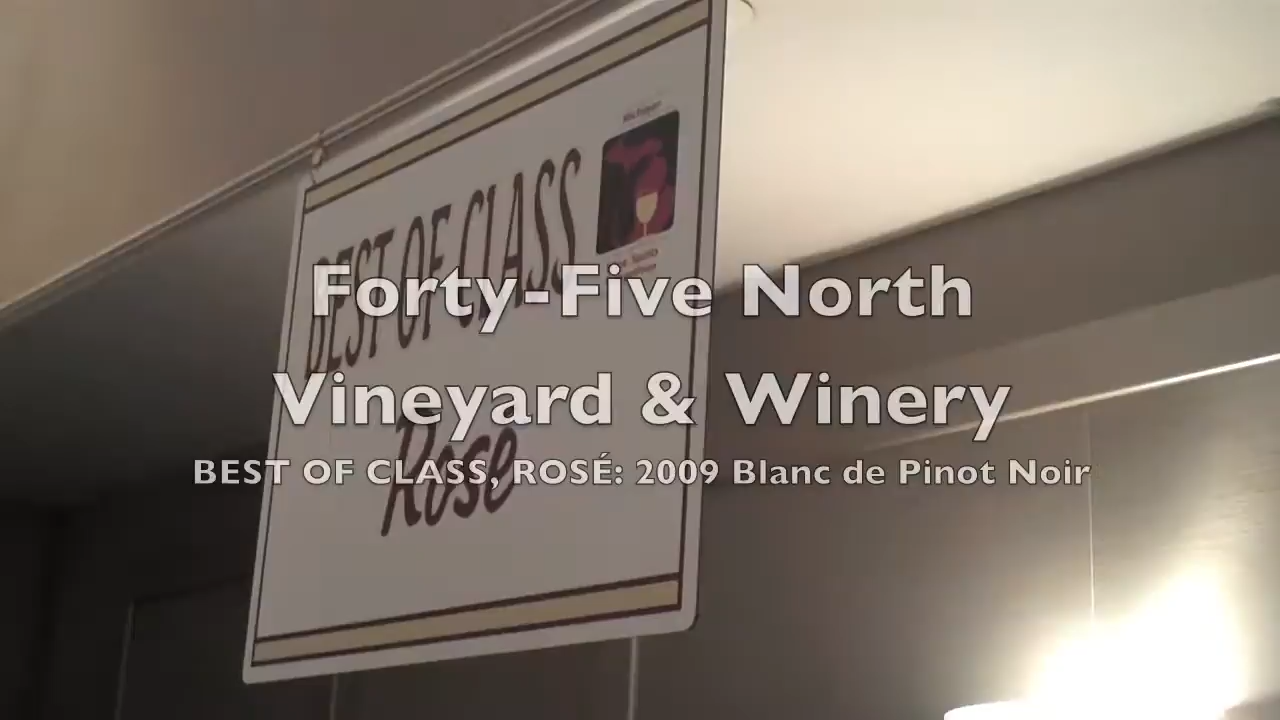 BEST OF CLASS
Rose
Forty-Five North
Vineyard & Winery
BEST OF CLASS, ROSÉ: 2009 Blanc de Pinot Noir